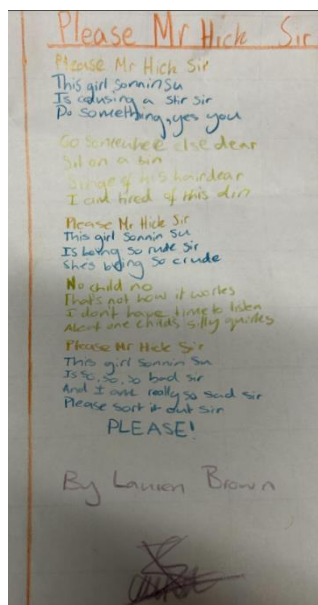 Please Mr Hick Sir
Please Mr Hick Sir
This girl sonnin Su
Is causing a stir sir
Do something, yes you
Go somewhere else dear
Sit on a bin
of his hair dear
I am tired of this din
Please Mr Hick Sir
This girl Sonnin Su
Is being so rude sir
Shes being so crude
No child no
That's not how it works
I don't have time to listen
About one childs silly quirks
Please Mr Hick Sir
This girl Sonnin Su
Is so, so, so bad sir
And I am really so sad sir
Please sort it out sir
PLEASE!
By Lauren Brown